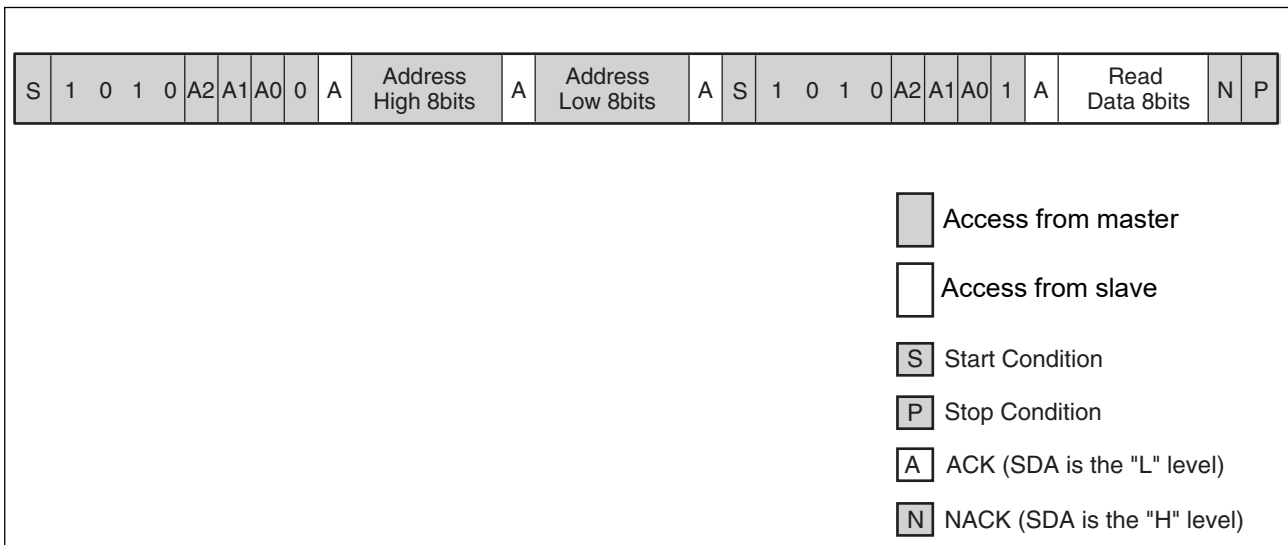 S 1 0 1 0 A2 A1 A0 0 A Address High 8bits A Address Low 8bits A S 1 0 1 0 A2 A1 A0 1 A Read Data 8bits N P
Access from master
Access from slave
S Start Condition
P Stop Condition
A ACK (SDA is the "L" level)
N NACK (SDA is the "H" level)